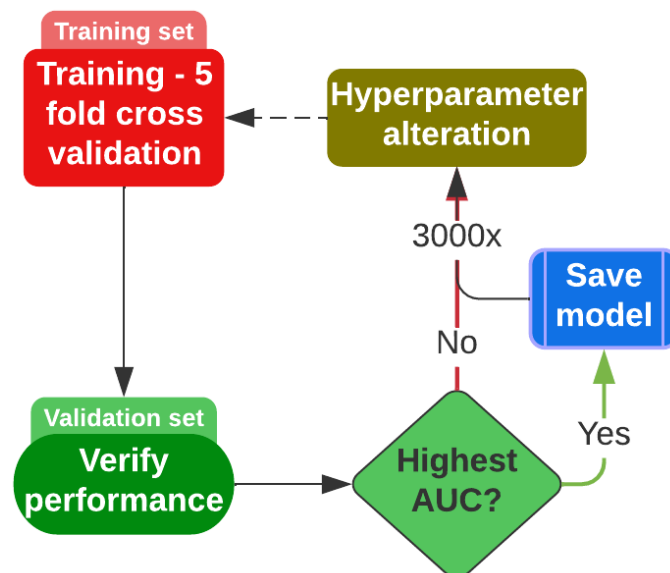 Training set
Training - 5
fold cross
validation
Hyperparameter
alteration
3000x
Save
model
No
Validation set
Verify
performance
Highest
AUC?
Yes